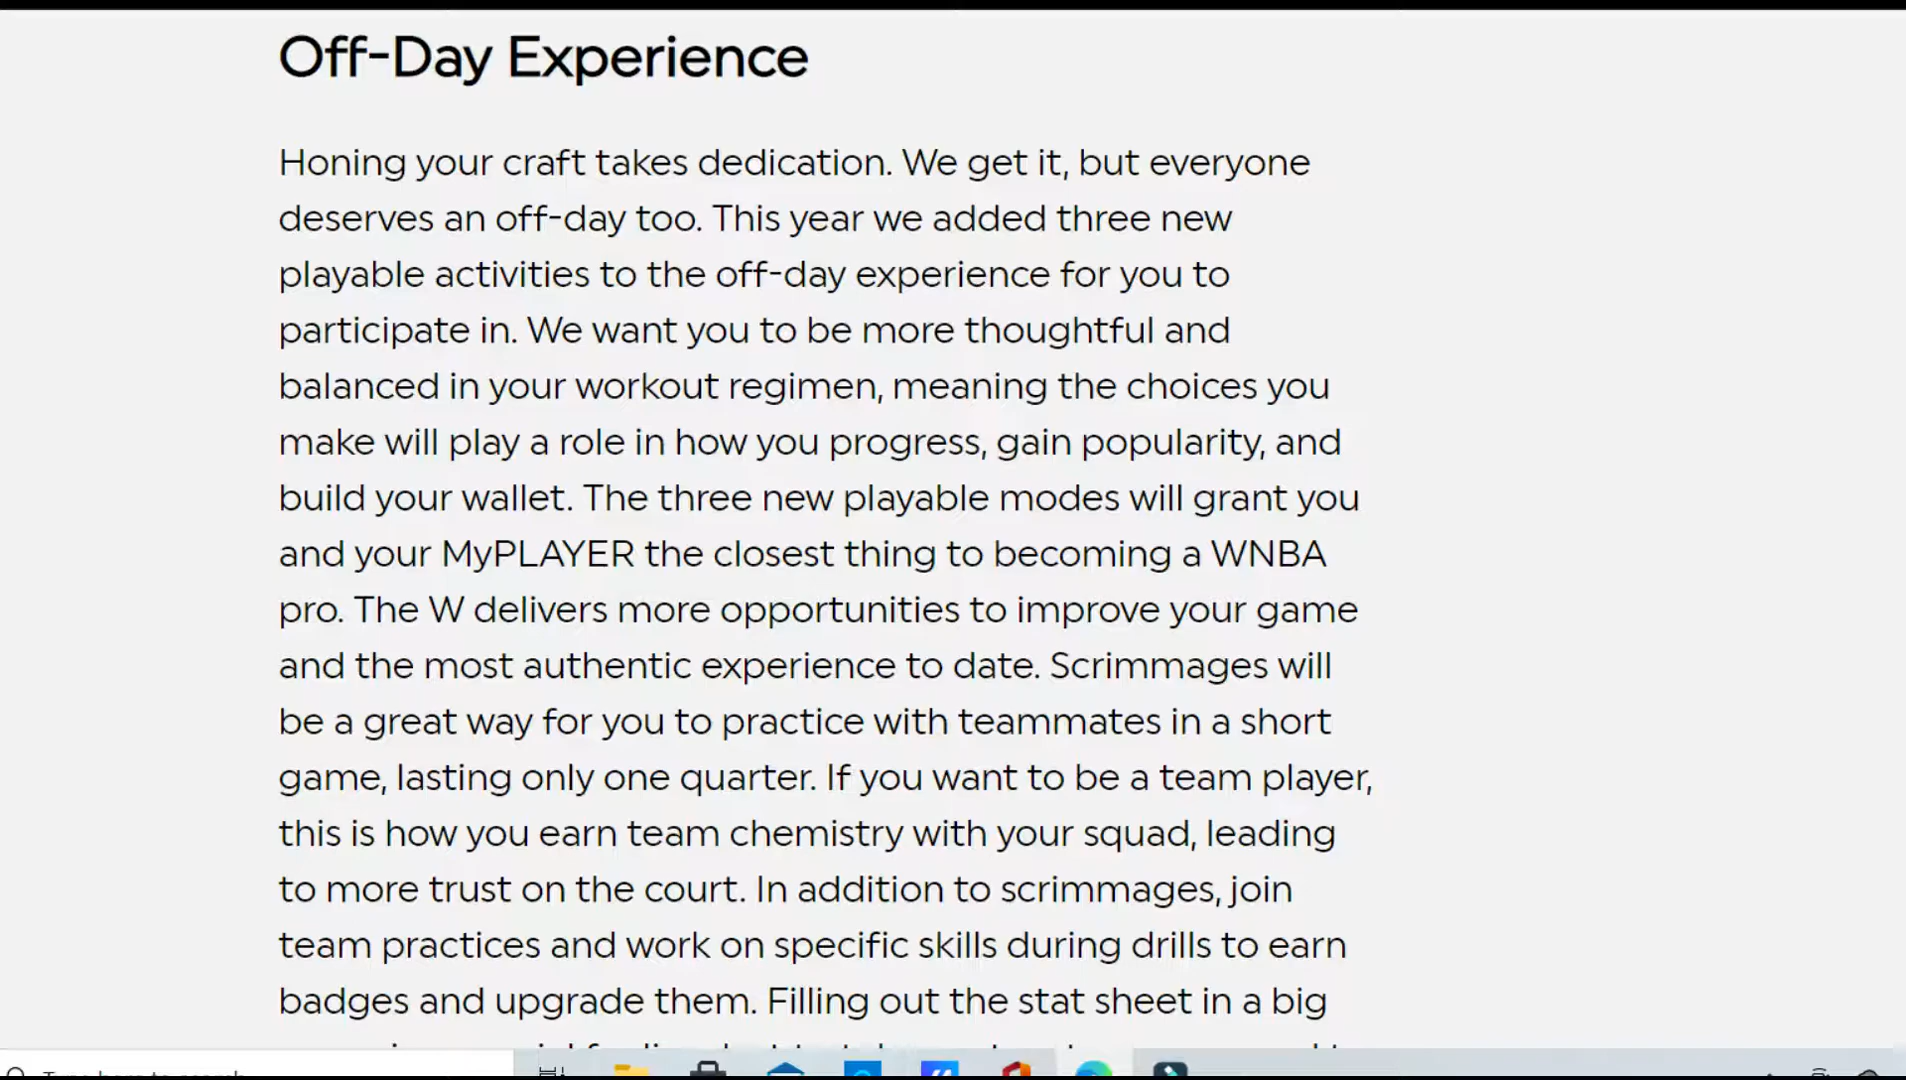 Off-Day Experience
Honing your craft takes dedication. We get it, but everyone
deserves an off-day too. This year we added three new
playable activities to the off-day experience for you to
participate in. We want you to be more thoughtful and
balanced in your workout regimen, meaning the choices you
make will play a role in how you progress, gain popularity, and
build your wallet. The three new playable modes will grant you
and your MyPLAYER the closest thing to becoming a WNBA
pro. The W delivers more opportunities to improve your game
and the most authentic experience to date. Scrimmages will
be a great way for you to practice with teammates in a short
game, lasting only one quarter. If you want to be a team player,
this is how you earn team chemistry with your squad, leading
to more trust on the court. In addition to scrimmages, join
team practices and work on specific skills during drills to earn
badges and upgrade them. Filling out the stat sheet in a big
Type here to search